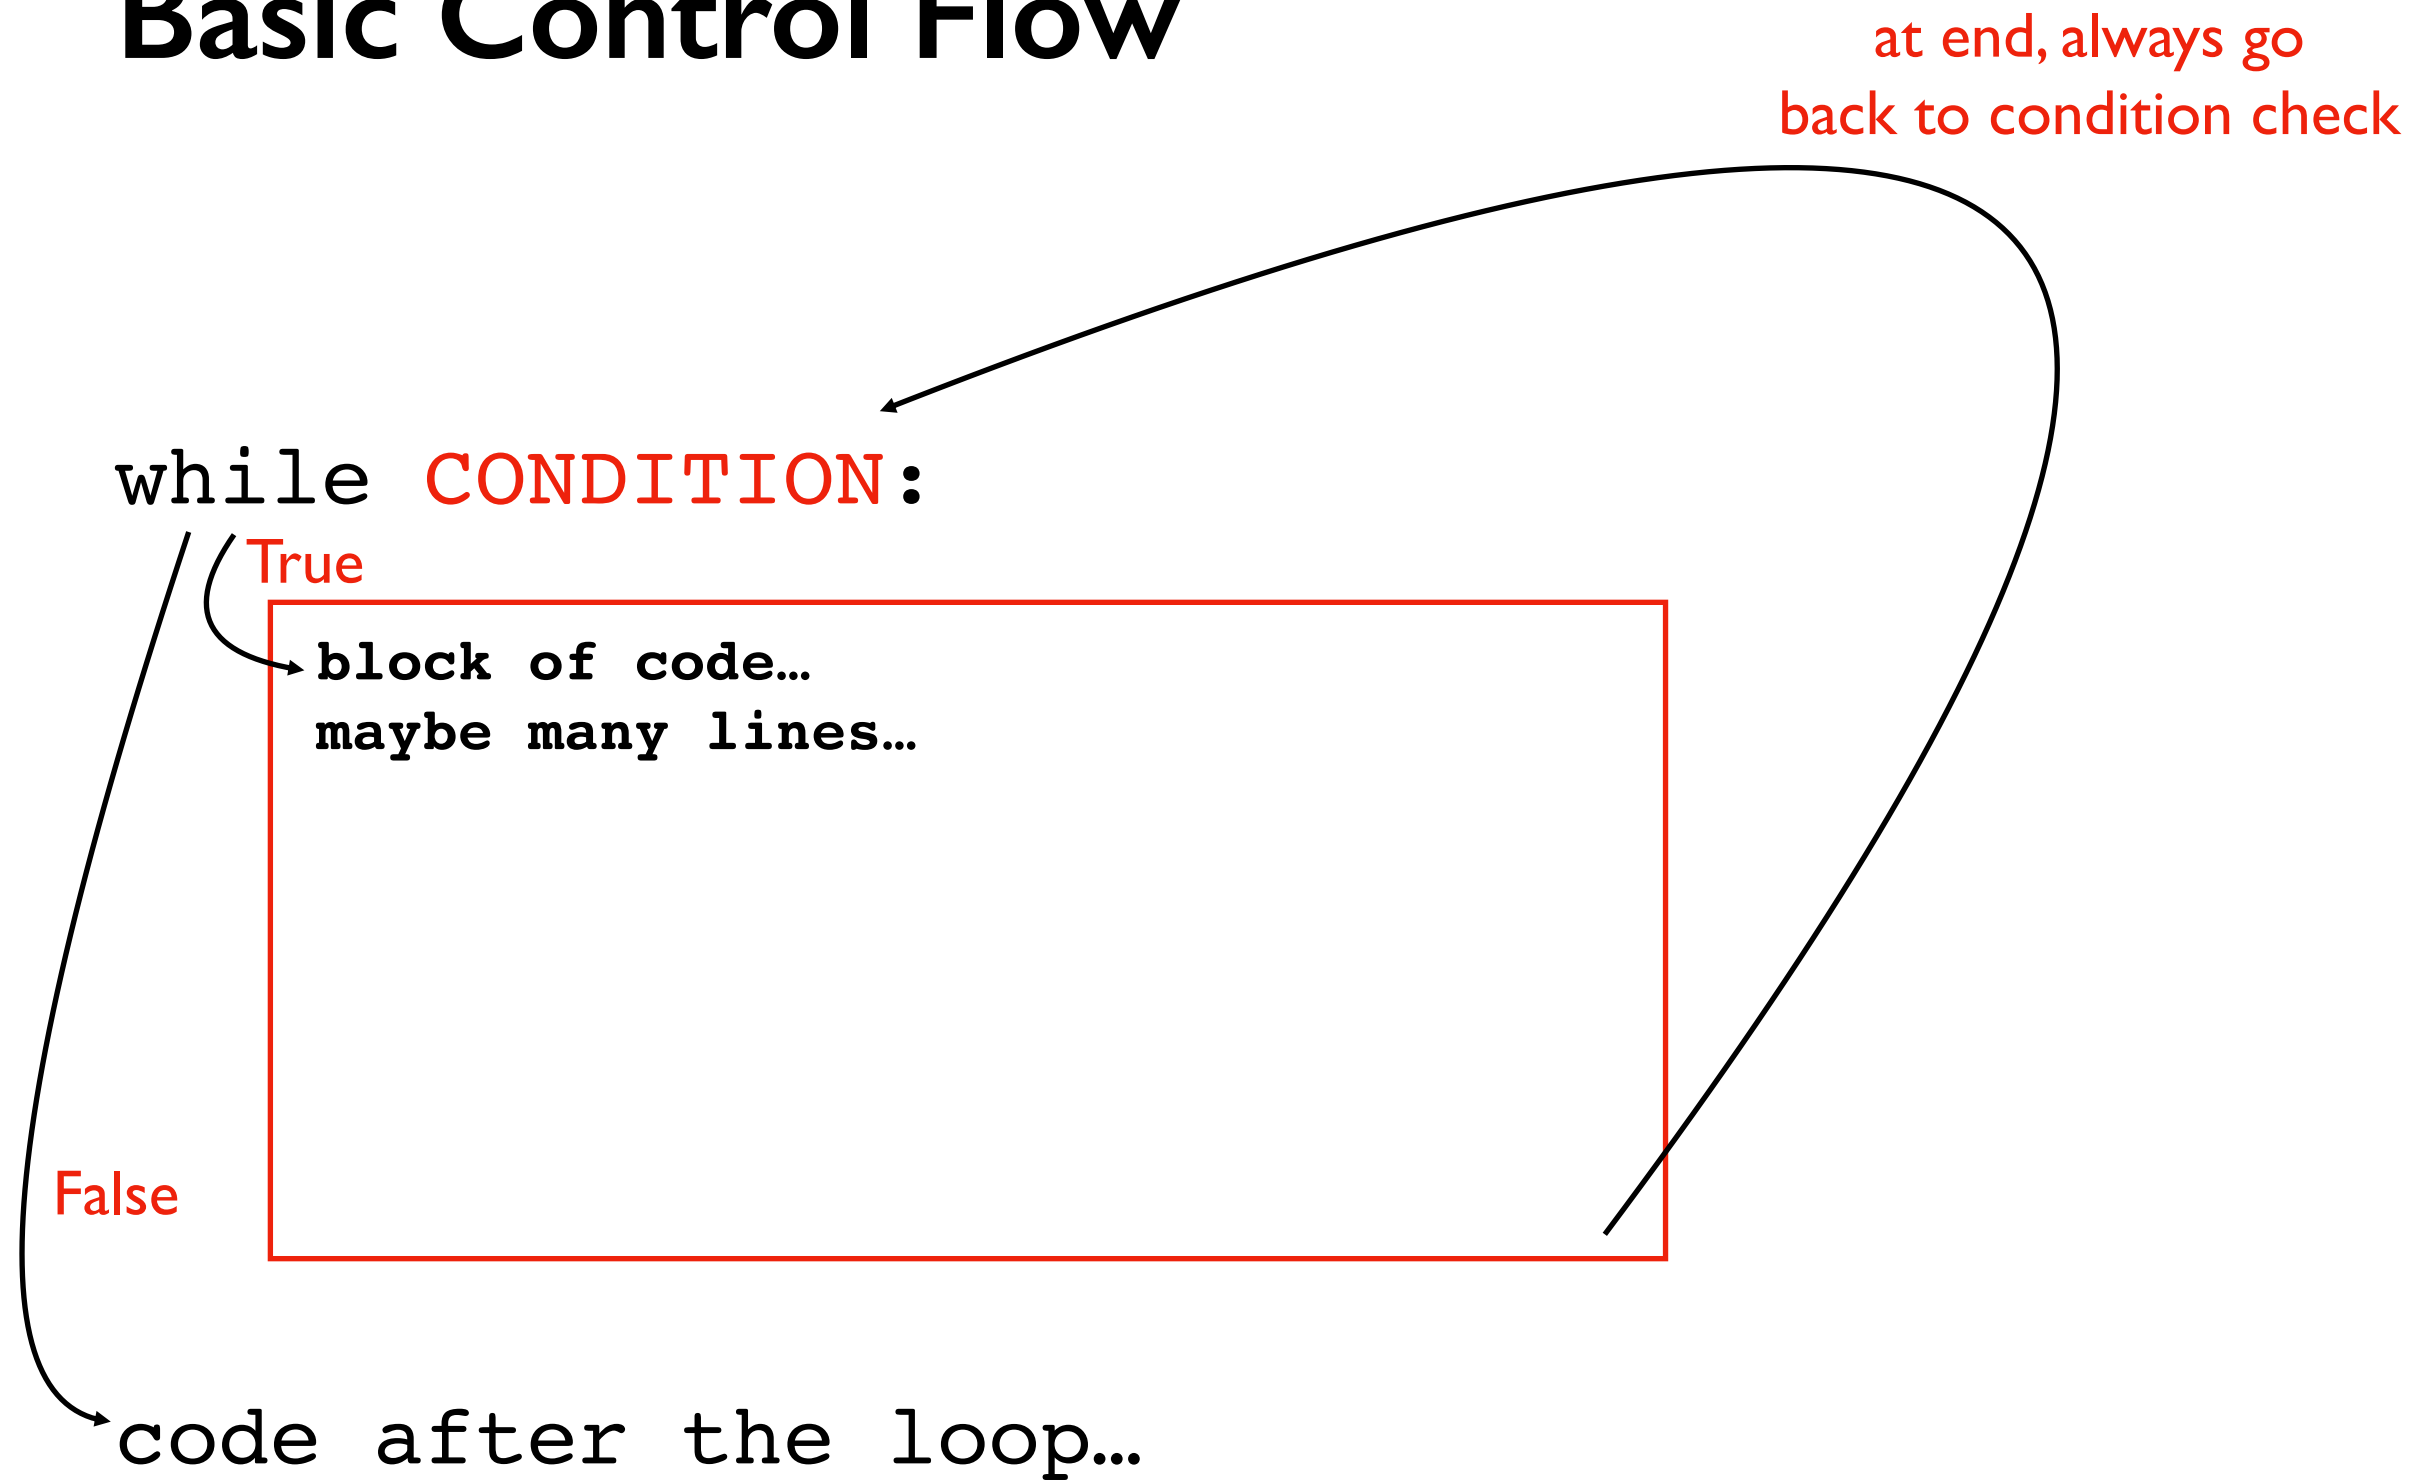 Basic Control Flow
at end, always go
back to condition check
while CONDITION:
True
block of code…
maybe many lines…
False
code after the loop…